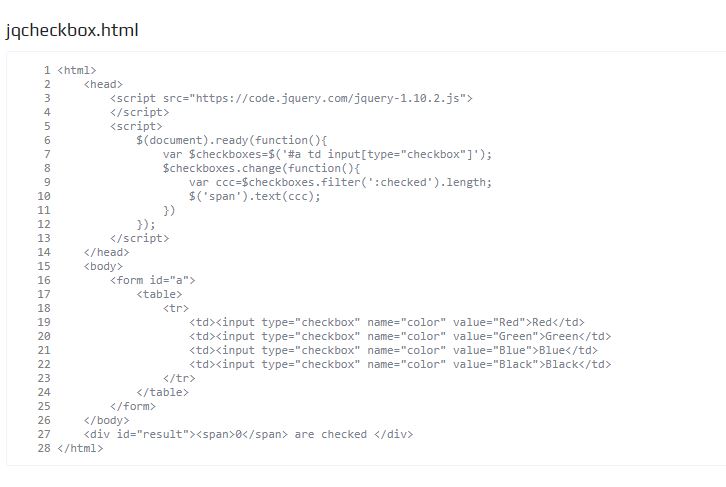 jqcheckbox.html
1 <html>
2     <head>
3         <script src="https://code.jquery.com/jquery-1.10.2.js">
4         </script>
5         <script>
6             $(document).ready(function(){
7                 var $checkboxes=$('#a td input[type="checkbox"]');
8                 $checkboxes.change(function(){
9                     var ccc=$checkboxes.filter(':checked').length;
10                     $('span').text(ccc);
11                 })
12             });
13         </script>
14     </head>
15     <body>
16         <form id="a">
17             <table>
18                 <tr>
19                     <td><input type="checkbox" name="color" value="Red">Red</td>
20                     <td><input type="checkbox" name="color" value="Green">Green</td>
21                     <td><input type="checkbox" name="color" value="Blue">Blue</td>
22                     <td><input type="checkbox" name="color" value="Black">Black</td>
23                 </tr>
24             </table>
25         </form>
26     </body>
27     <div id="result"><span>0</span> are checked </div>
28 </html>